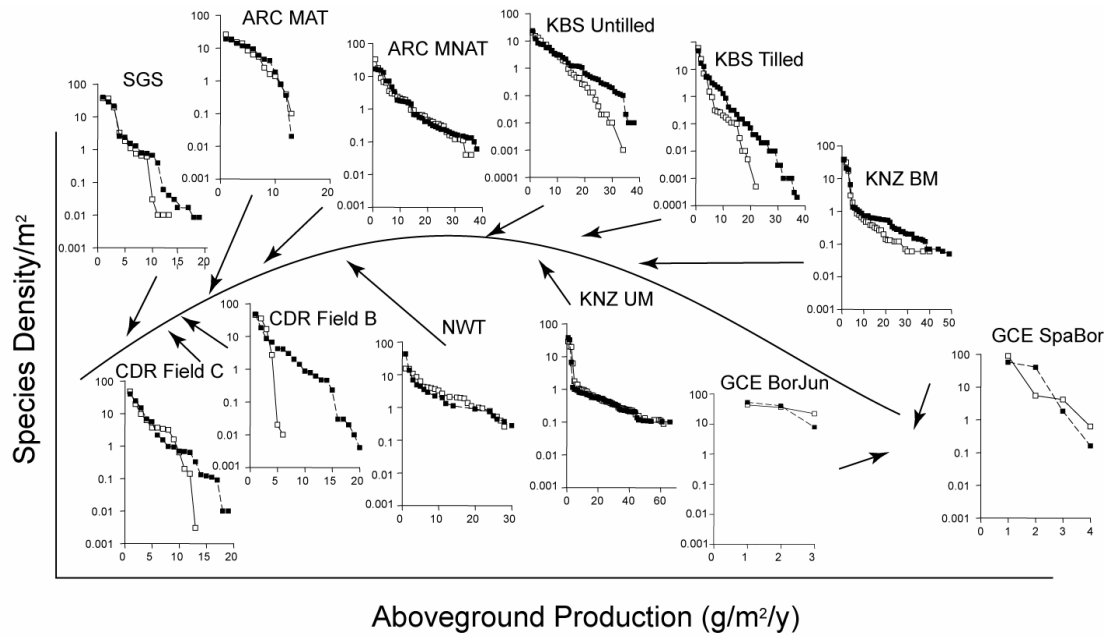 Species Density/m²
SGS
100
10
1
0.1
0.01
0.001
0 5 10 15 20
ARC MAT
100
10
1
0.1
0.01
0.001
0 10 20
ARC MNAT
100
10
1
0.1
0.01
0.001
0 10 20 30 40
KBS Untilled
100
10
1
0.1
0.01
0.001
0.0001
0 10 20 30 40
KBS Tilled
100
10
1
0.1
0.01
0.001
0.0001
0 10 20 30 40
KNZ BM
100
10
1
0.1
0.01
0.001
0 10 20 30 40 50
CDR Field C
100
10
1
0.1
0.01
0.001
0 5 10 15 20
CDR Field B
100
10
1
0.1
0.01
0.001
0 5 10 15 20
NWT
100
10
1
0.1
0.01
0.001
0 10 20 30
KNZ UM
100
10
1
0.1
0.01
0.001
0 20 40 60
GCE BorJun
100
10
1
0.1
0.01
0.001
1 2 3
GCE SpaBor
100
10
1
0.1
0.01
0.001
1 2 3 4
Aboveground Production (g/m²/y)